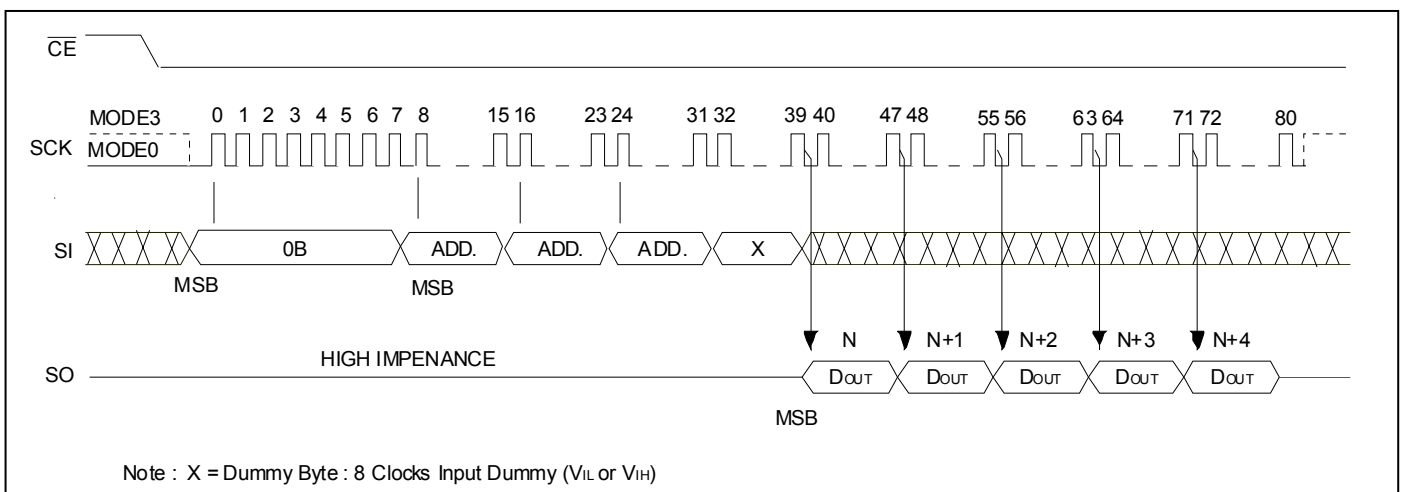 CE
MODE3 0 1 2 3 4 5 6 7 8 15 16 23 24 31 32 39 40 47 48 55 56 63 64 71 72 80
SCK MODE0
SI 0B ADD. ADD. ADD. X
MSB MSB
N N+1 N+2 N+3 N+4
HIGH IMPENANCE
SO DOUT DOUT DOUT DOUT DOUT
MSB
Note : X = Dummy Byte : 8 Clocks Input Dummy (VIL or VIH)